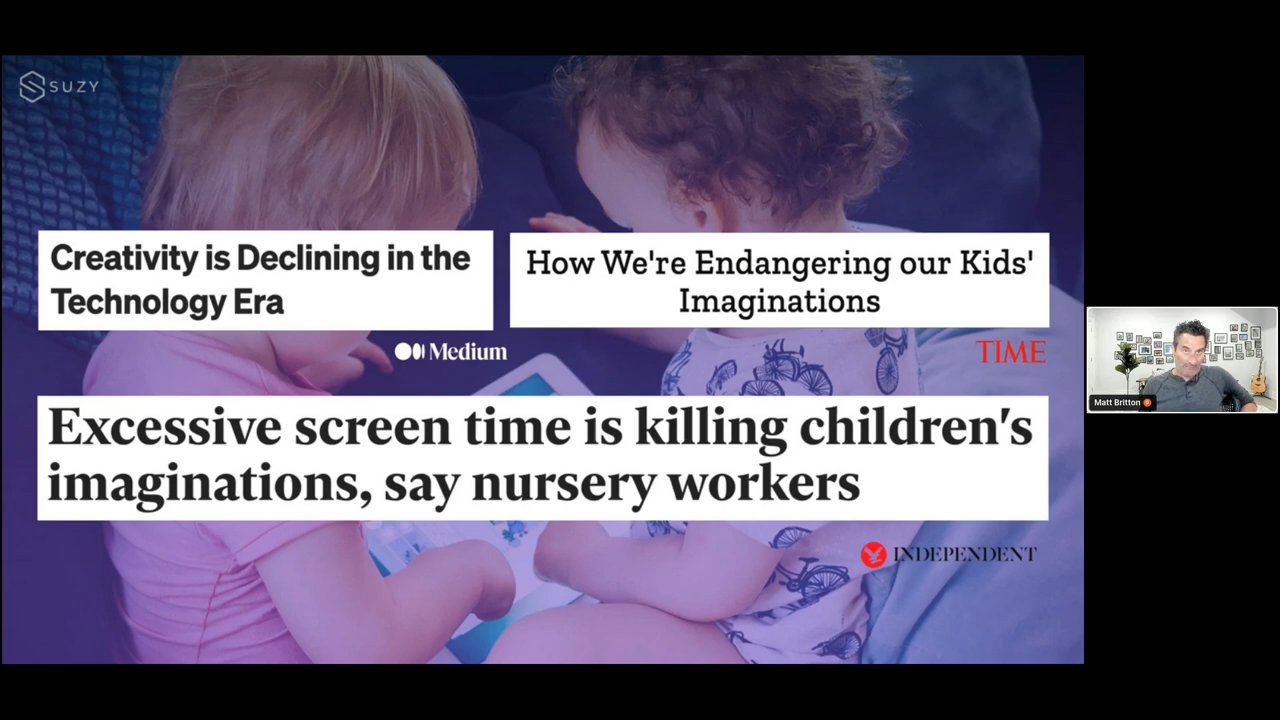 SUZY
Creativity is Declining in the
Technology Era
Medium
How We're Endangering our Kids'
Imaginations
TIME
Excessive screen time is killing children's
imaginations, say nursery workers
INDEPENDENT
Matt Britton